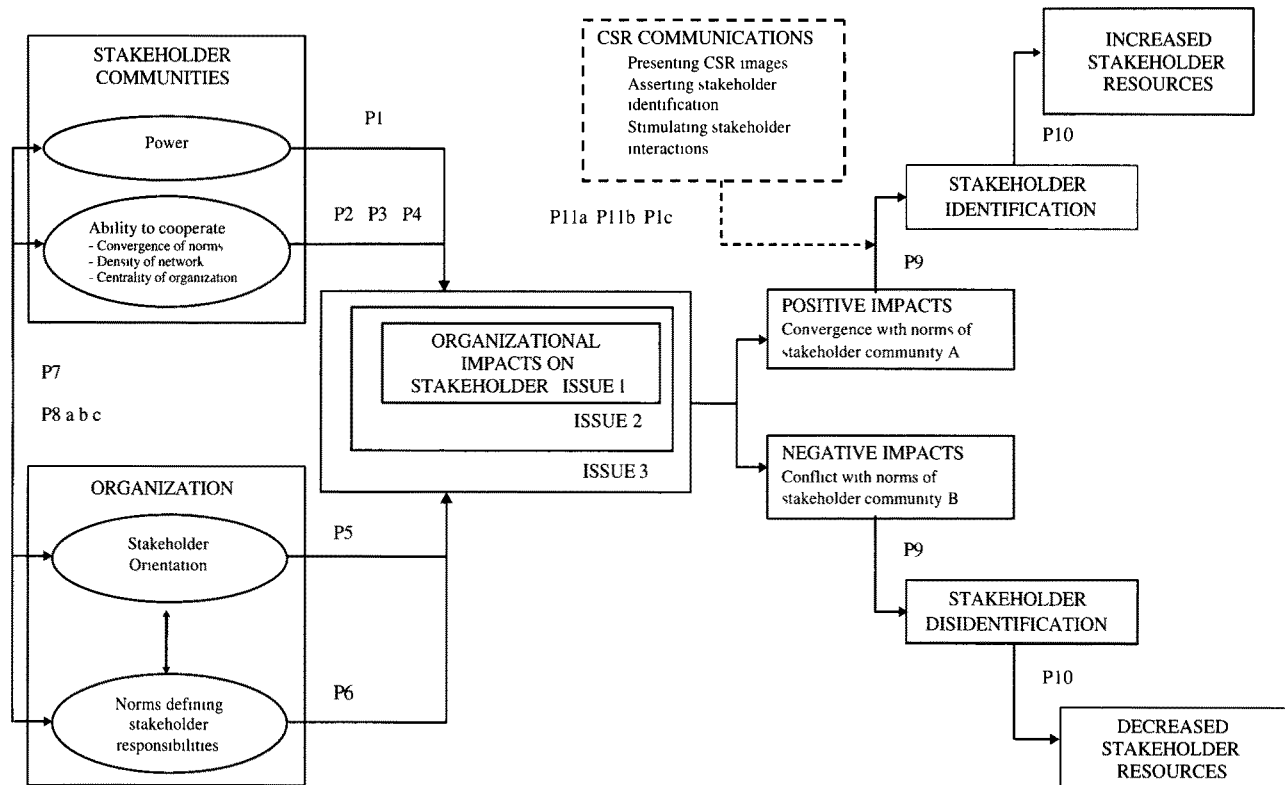 STAKEHOLDER
COMMUNITIES
Power
Ability to cooperate
- Convergence of norms
- Density of network
- Centrality of organization
P1
P2 P3 P4
P7
P8 a b c
ORGANIZATION
Stakeholder
Orientation
Norms defining
stakeholder
responsibilities
P5
P6
ORGANIZATIONAL
IMPACTS ON
STAKEHOLDER ISSUE 1
ISSUE 2
ISSUE 3
CSR COMMUNICATIONS
Presenting CSR images
Asserting stakeholder
identification
Stimulating stakeholder
interactions
P11a P11b P1c
POSITIVE IMPACTS
Convergence with norms of
stakeholder community A
P9
STAKEHOLDER
IDENTIFICATION
P10
INCREASED
STAKEHOLDER
RESOURCES
NEGATIVE IMPACTS
Conflict with norms of
stakeholder community B
P9
STAKEHOLDER
DISIDENTIFICATION
P10
DECREASED
STAKEHOLDER
RESOURCES